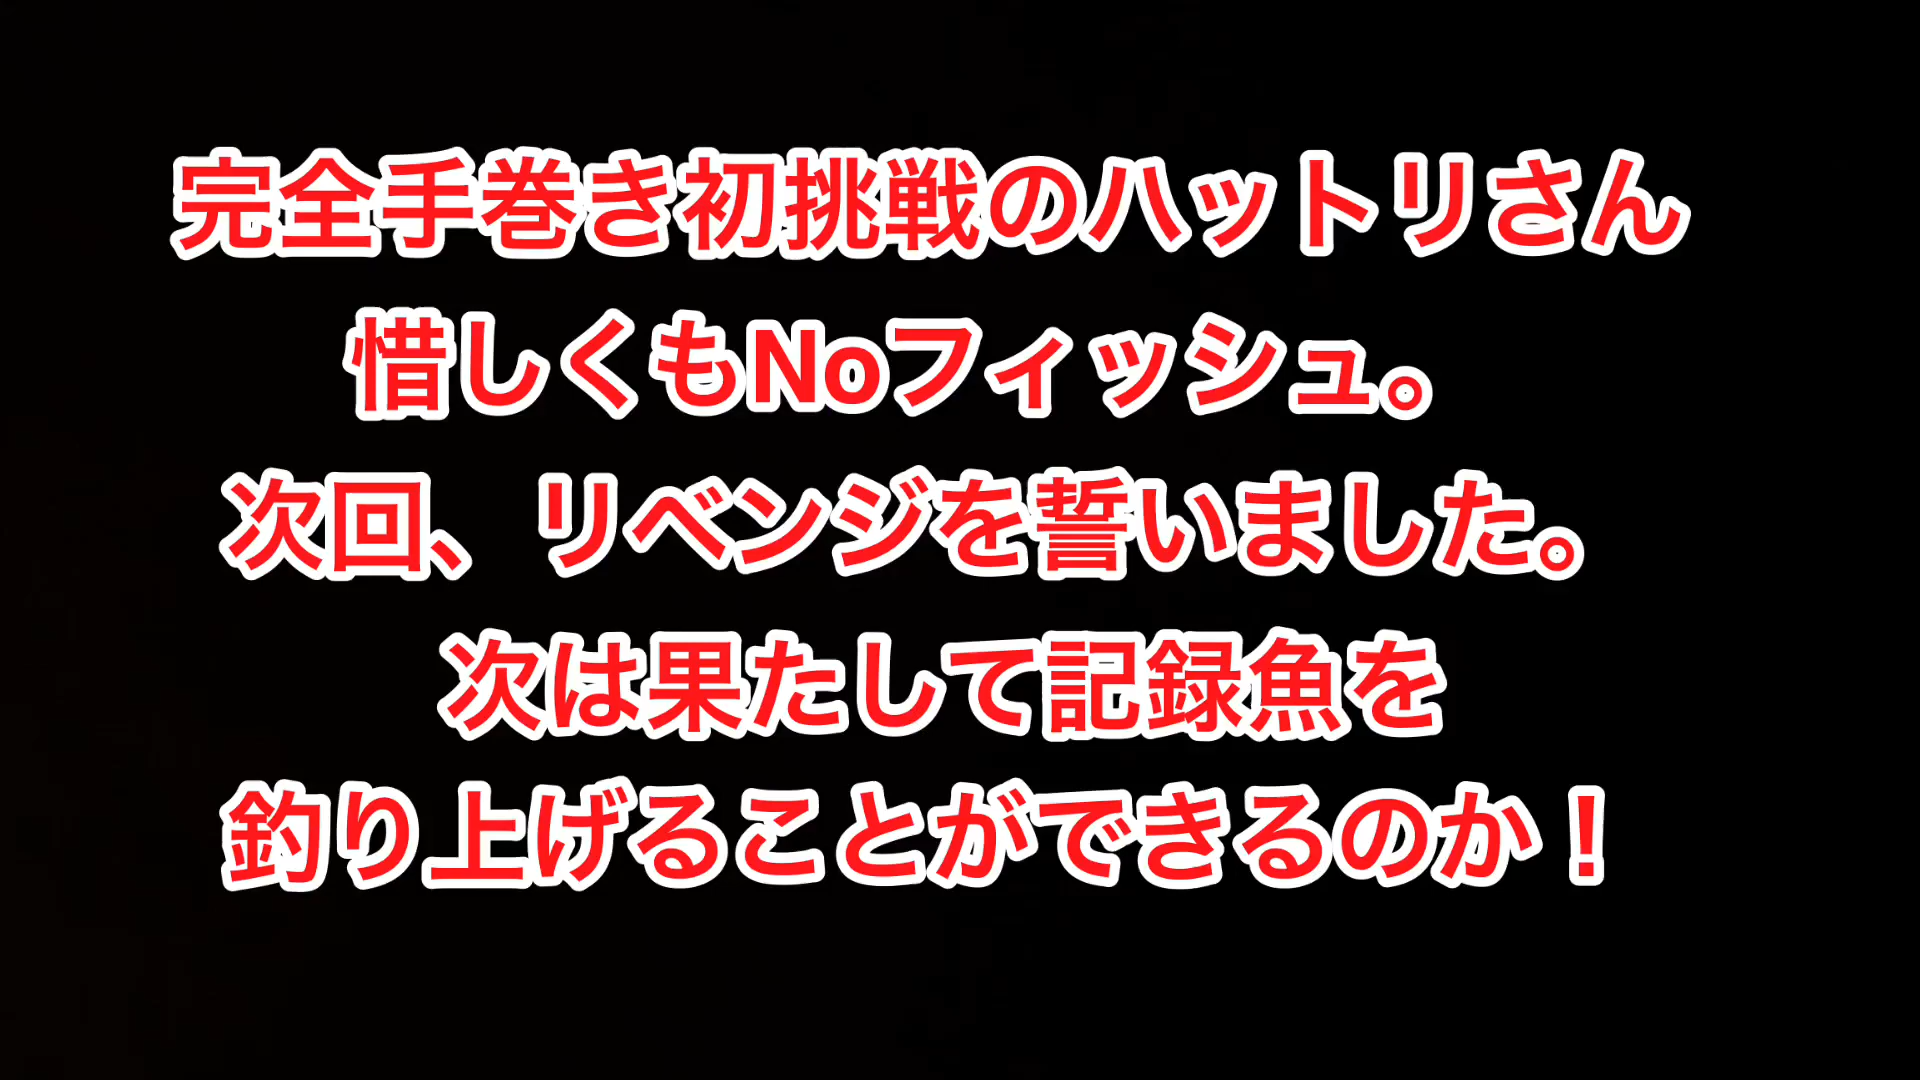 完全手巻き初挑戦のハットリさん
惜しくもNoフィッシュ。
次回、リベンジを誓いました。
次は果たして記録魚を
釣り上げることができるのか！